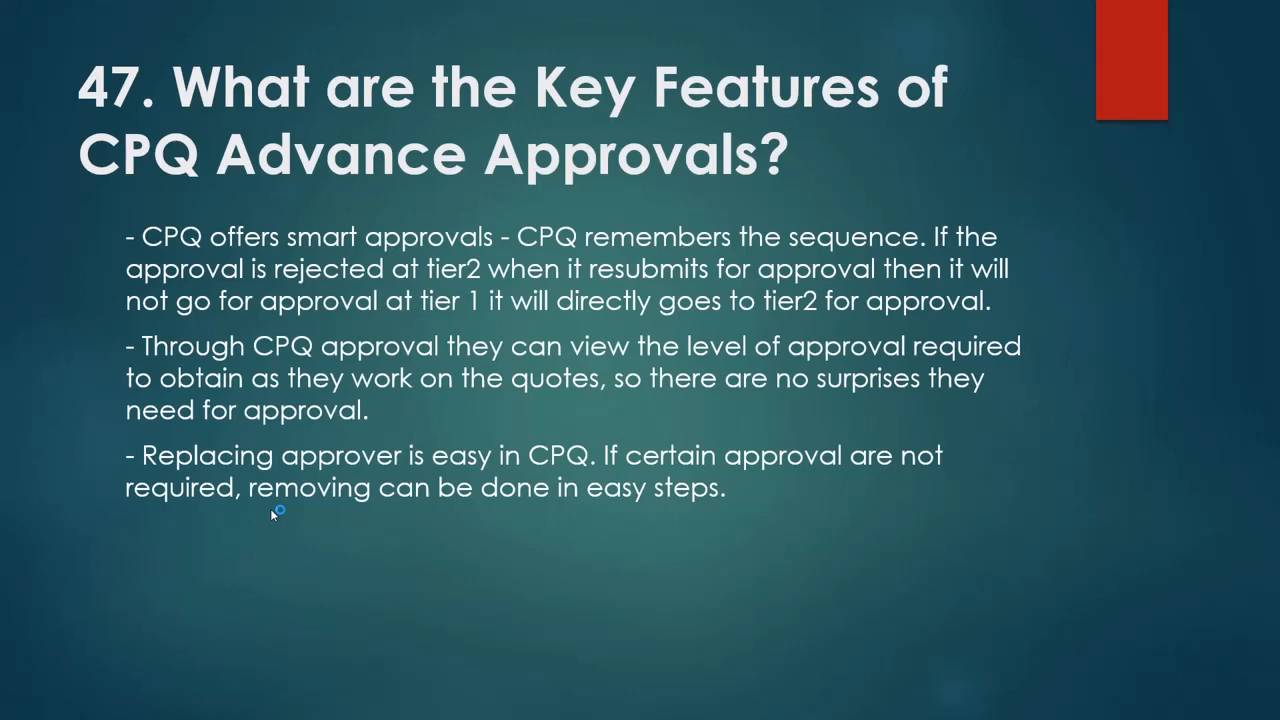 47. What are the Key Features of
CPQ Advance Approvals?
- CPQ offers smart approvals - CPQ remembers the sequence. If the
approval is rejected at tier2 when it resubmits for approval then it will
not go for approval at tier 1 it will directly goes to tier2 for approval.
- Through CPQ approval they can view the level of approval required
to obtain as they work on the quotes, so there are no surprises they
need for approval.
- Replacing approver is easy in CPQ. If certain approval are not
required, removing can be done in easy steps.